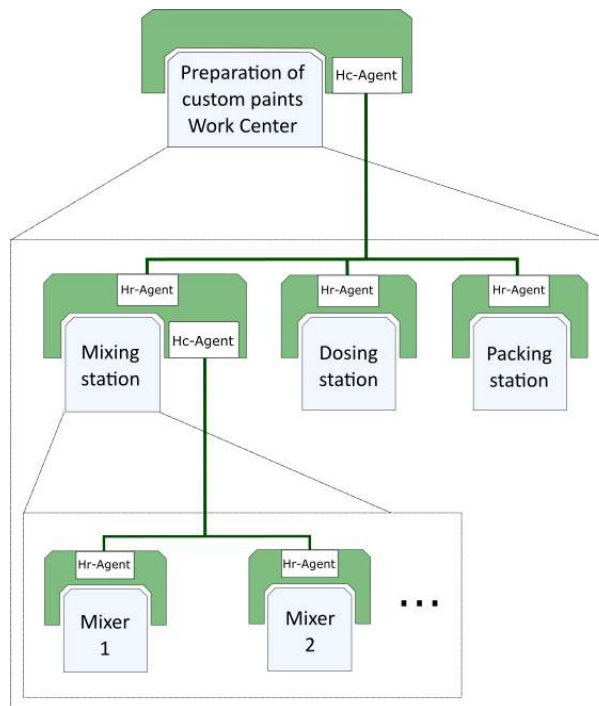 Preparation of
custom paints
Work Center
Hc-Agent
Hr-Agent
Hr-Agent
Hr-Agent
Mixing
station
Hc-Agent
Dosing
station
Packing
station
Hr-Agent
Hr-Agent
Mixer
1
Mixer
2
...